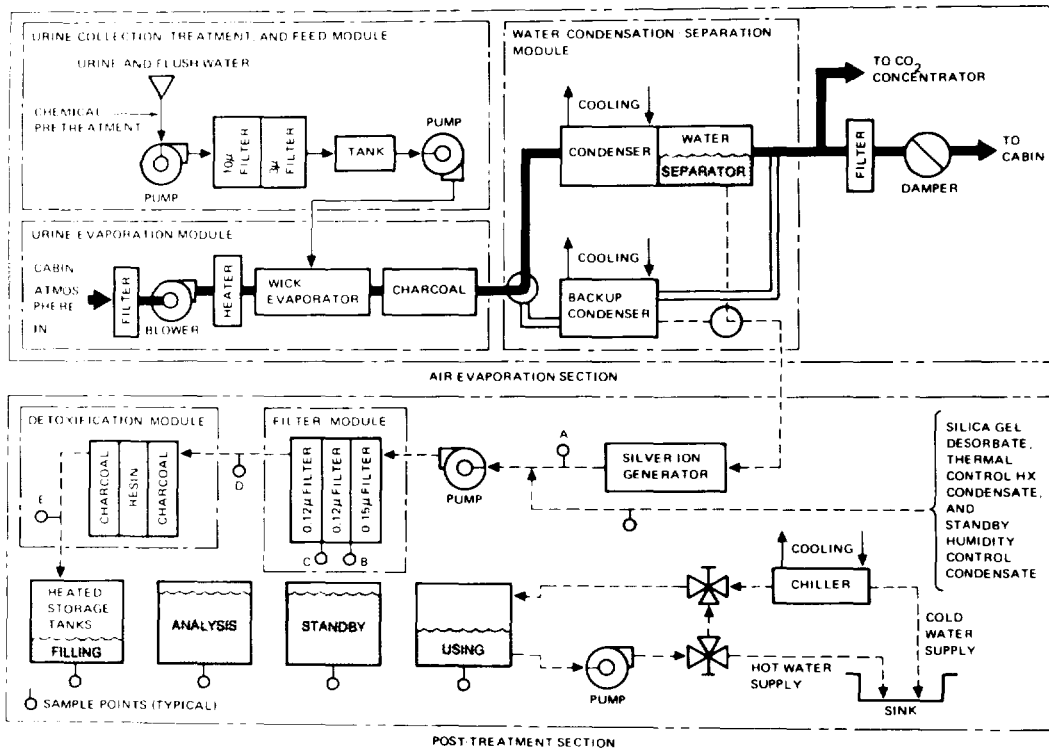 URINE COLLECTION, TREATMENT, AND FEED MODULE
URINE AND FLUSH WATER
CHEMICAL
PRETREATMENT
PUMP
10µ FILTER
3µ FILTER
TANK
PUMP
WATER CONDENSATION-SEPARATION
MODULE
COOLING
CONDENSER
WATER
SEPARATOR
TO CO2
CONCENTRATOR
FILTER
DAMPER
TO
CABIN
URINE EVAPORATION MODULE
CABIN
ATMOS
PHERE
IN
FILTER
BLOWER
HEATER
WICK
EVAPORATOR
CHARCOAL
COOLING
BACKUP
CONDENSER
AIR EVAPORATION SECTION
DETOXIFICATION MODULE
CHARCOAL
RESIN
CHARCOAL
E
D
FILTER MODULE
0.12µ FILTER
0.12µ FILTER
0.15µ FILTER
C
B
PUMP
A
SILVER ION
GENERATOR
SILICA GEL
DESORBATE,
THERMAL
CONTROL HX
CONDENSATE,
AND
STANDBY
HUMIDITY
CONTROL
CONDENSATE
HEATED
STORAGE
TANKS
FILLING
ANALYSIS
STANDBY
USING
PUMP
COOLING
CHILLER
COLD
WATER
SUPPLY
HOT WATER
SUPPLY
SINK
SAMPLE POINTS (TYPICAL)
POST-TREATMENT SECTION